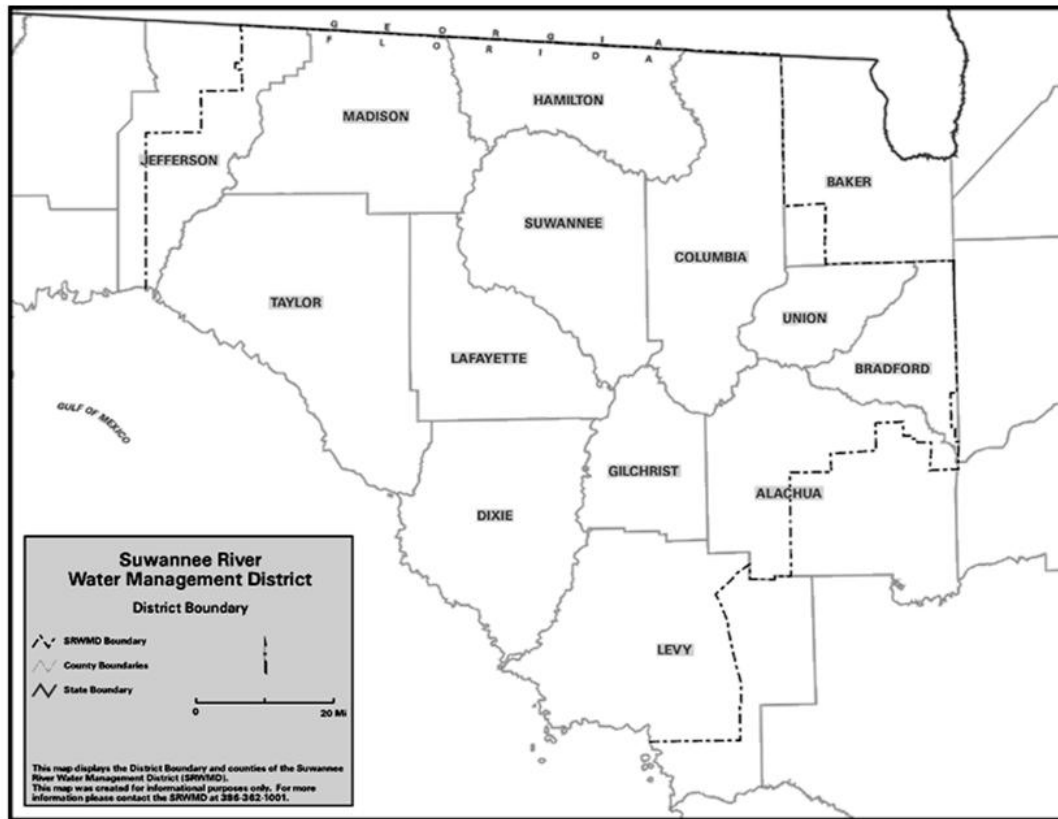 GEORGIA
FLORIDA
HAMILTON
MADISON
JEFFERSON
BAKER
SUWANNEE
COLUMBIA
TAYLOR
UNION
LAFAYETTE
BRADFORD
GULF OF MEXICO
GILCHRIST
ALACHUA
DIXIE
LEVY
Suwannee River
Water Management District
District Boundary
SRWMD Boundary
County Boundaries
State Boundary
0 20 Mi
This map displays the District Boundary and counties of the Suwannee
River Water Management District (SRWMD).
This map was created for informational purposes only. For more
information please contact the SRWMD at 386-362-1001.